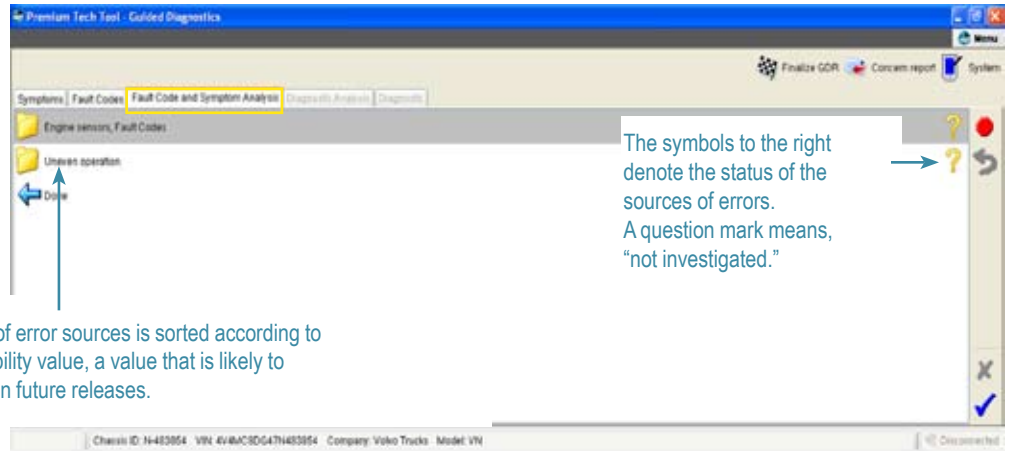 Premium Tech Tool - Guided Diagnostics
Menu
Finalize GDR Concern report System
Symptoms Fault Codes Fault Code and Symptom Analysis Diagnostic Analysis Diagnostic
Engine sensors, Fault Codes
Uneven operation
Done
The symbols to the right
denote the status of the
sources of errors.
A question mark means,
“not investigated.”
of error sources is sorted according to
bility value, a value that is likely to
n future releases.
Chassis ID: N-483854 VIN: 4V4MC9DG47N483854 Company: Volvo Trucks Model: VN
Disconnected